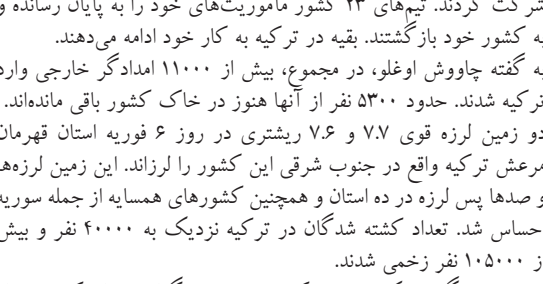 شرکت کردند. تیم‌های ۲۳ کشور ماموریت‌های خود را به پایان رسانده و
به کشور خود بازگشتند. بقیه در ترکیه به کار خود ادامه می‌دهند.
به گفته چاووش اوغلو، در مجموع، بیش از ۱۱۰۰۰ امدادگر خارجی وارد
ترکیه شدند. حدود ۵۳۰۰ نفر از آنها هنوز در خاک کشور باقی مانده‌اند.
دو زمین لرزه قوی ۷.۷ و ۷.۶ ریشتری در روز ۶ فوریه استان قهرمان
مرعش ترکیه واقع در جنوب شرقی این کشور را لرزاند. این زمین لرزه‌ها
و صدها پس لرزه در ده استان و همچنین کشورهای همسایه از جمله سوریه
احساس شد. تعداد کشته شدگان در ترکیه نزدیک به ۴۰۰۰۰ نفر و بیش
از ۱۰۵۰۰۰ نفر زخمی شدند.